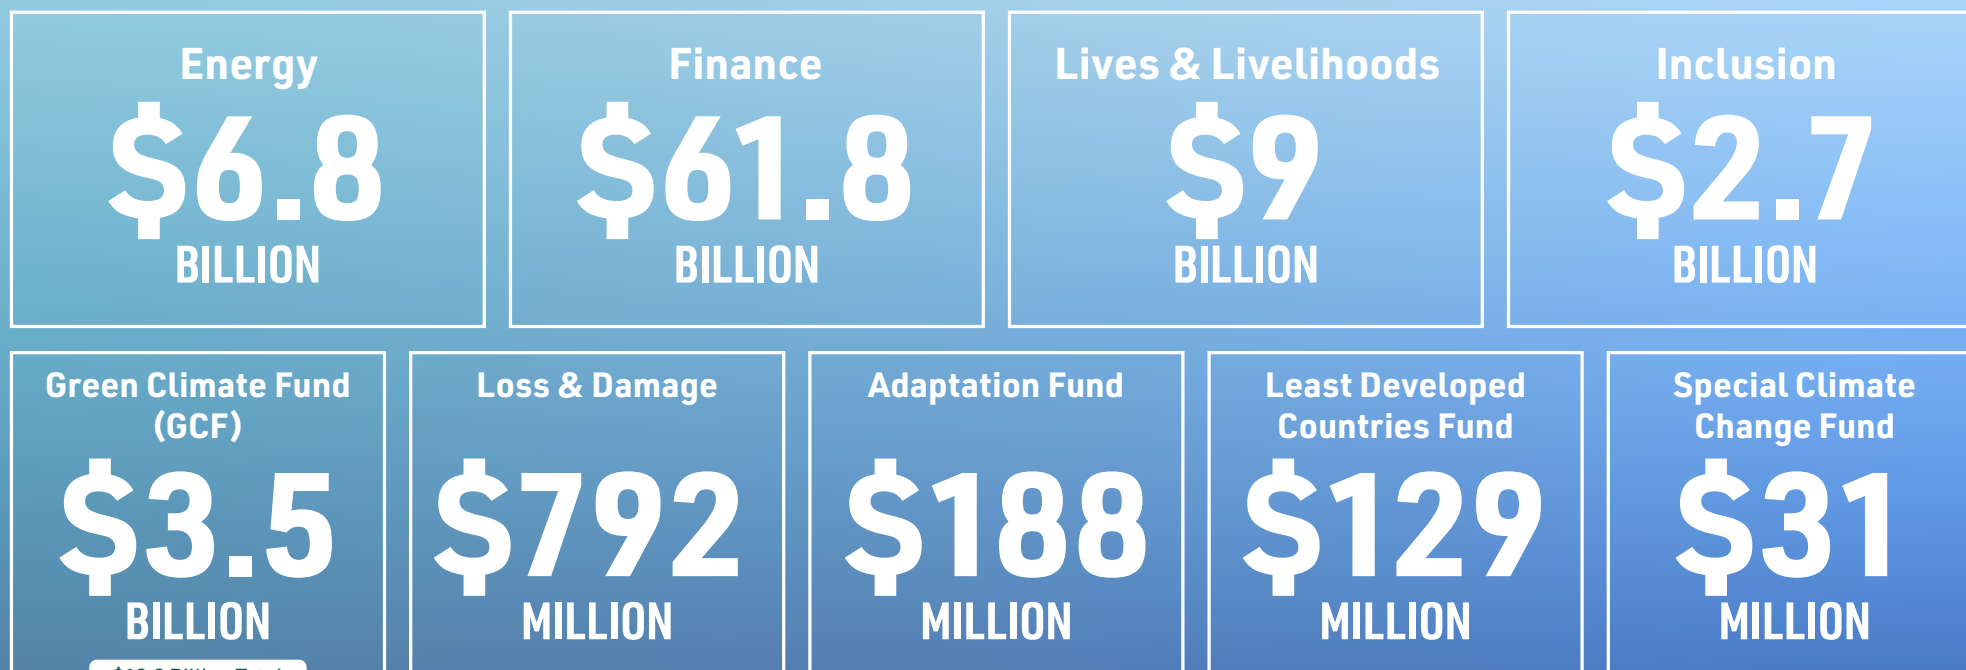 Energy
$6.8
BILLION
Finance
$61.8
BILLION
Lives & Livelihoods
$9
BILLION
Inclusion
$2.7
BILLION
Green Climate Fund
(GCF)
$3.5
BILLION
Loss & Damage
$792
MILLION
Adaptation Fund
$188
MILLION
Least Developed
Countries Fund
$129
MILLION
Special Climate
Change Fund
$31
MILLION